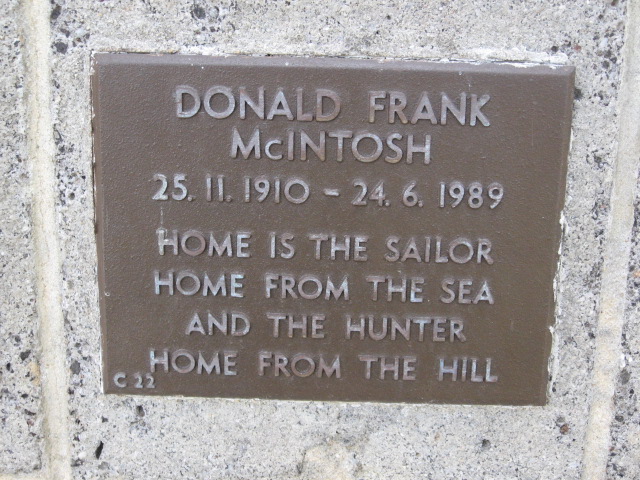 DONALD FRANK
McINTOSH
25. 11. 1910 - 24. 6. 1989
HOME IS THE SAILOR
HOME FROM THE SEA
AND THE HUNTER
HOME FROM THE HILL
C 22